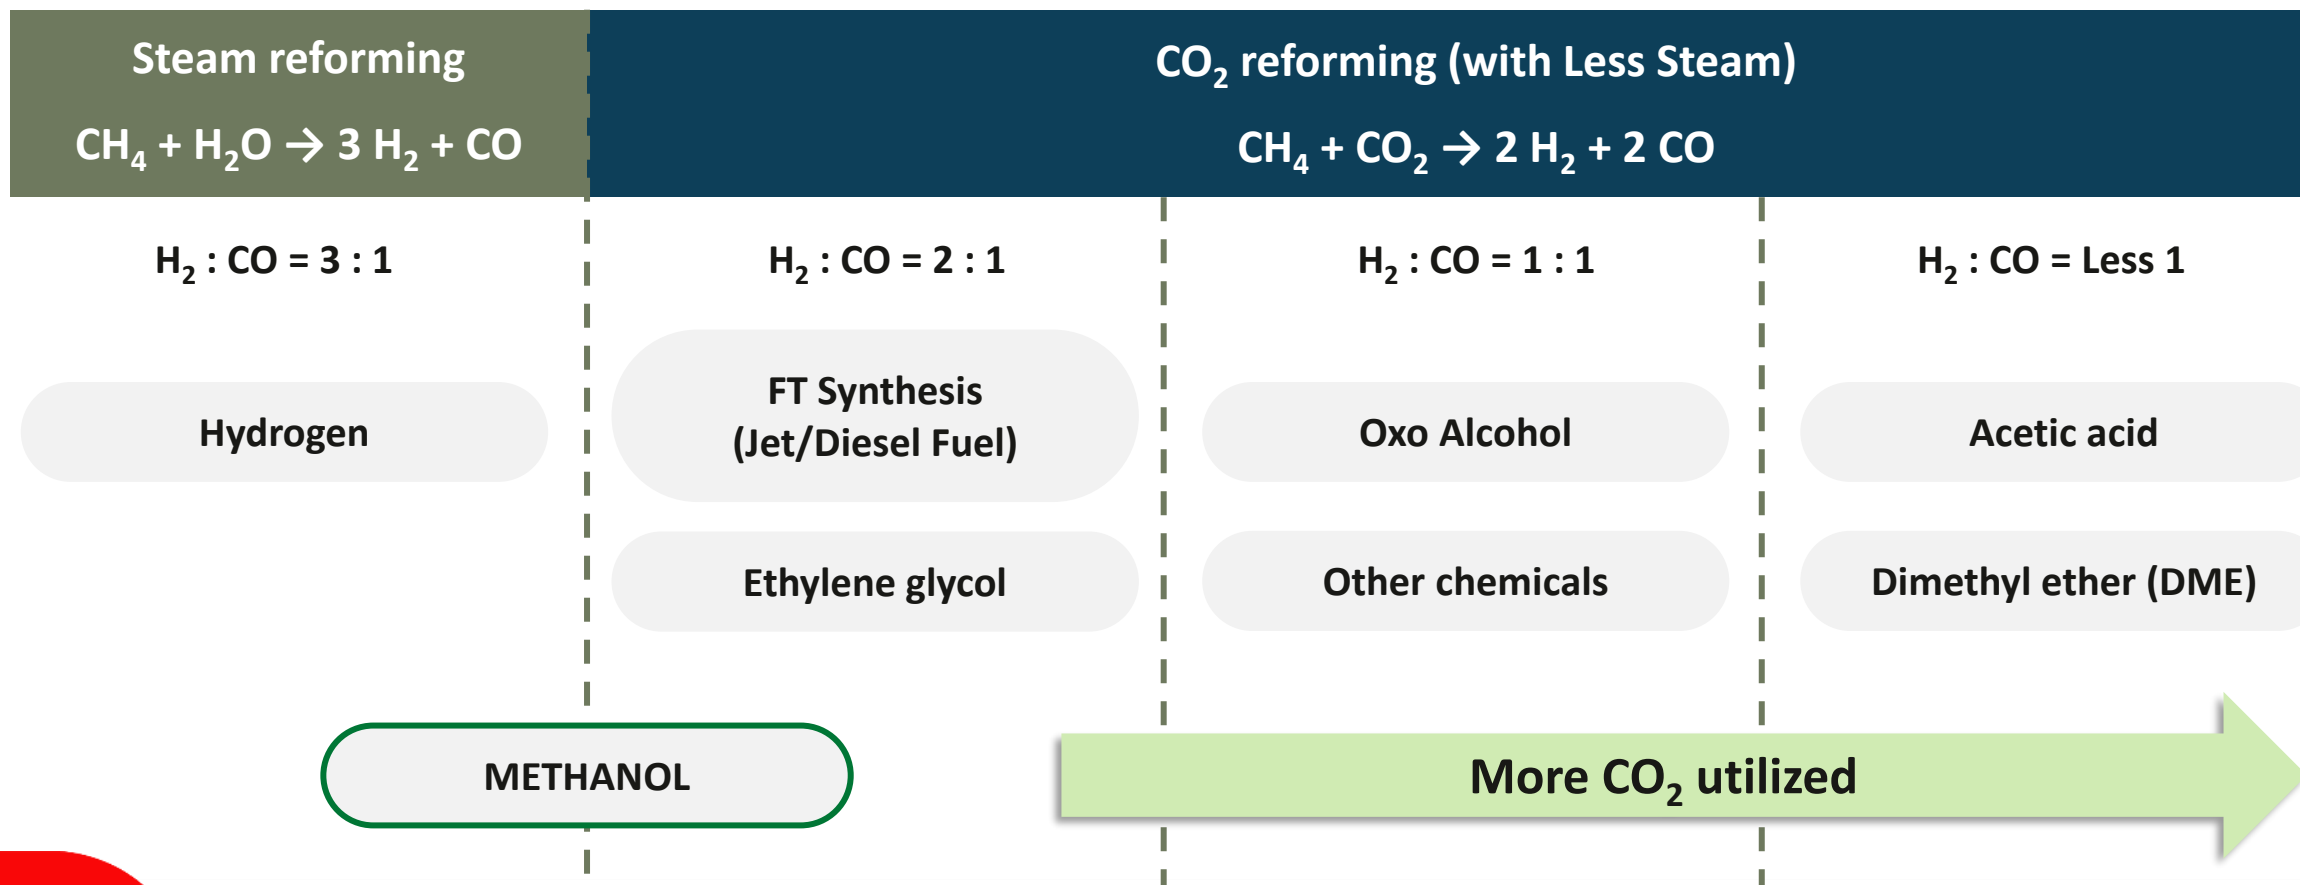 Steam reforming
CH₄ + H₂O → 3 H₂ + CO
CO₂ reforming (with Less Steam)
CH₄ + CO₂ → 2 H₂ + 2 CO
H₂ : CO = 3 : 1
H₂ : CO = 2 : 1
H₂ : CO = 1 : 1
H₂ : CO = Less 1
Hydrogen
FT Synthesis
(Jet/Diesel Fuel)
Oxo Alcohol
Acetic acid
Ethylene glycol
Other chemicals
Dimethyl ether (DME)
METHANOL
More CO₂ utilized